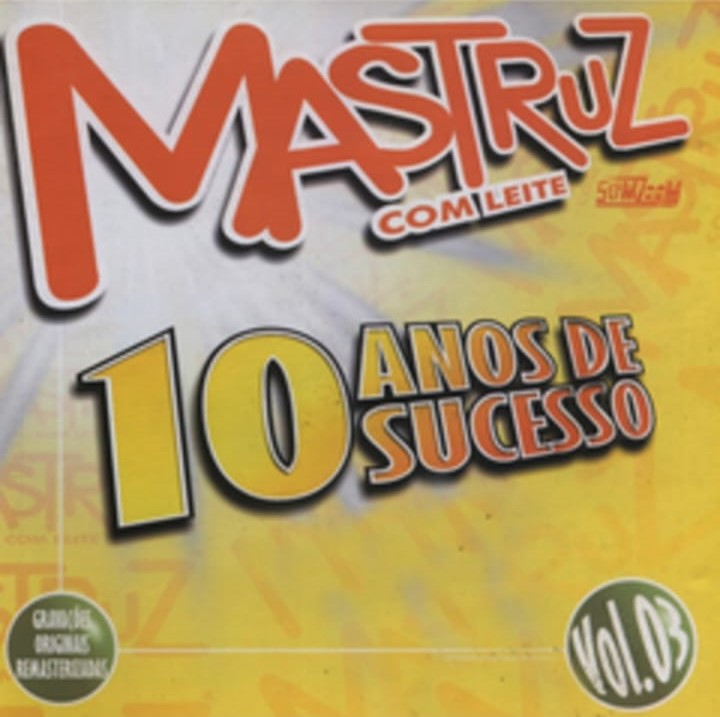 MASTRUZ
COM LEITE
SOMZOOM
10 ANOS DE
SUCESSO
GRAVAÇÕES
ORIGINAIS
REMASTERIZADAS
Vol.03